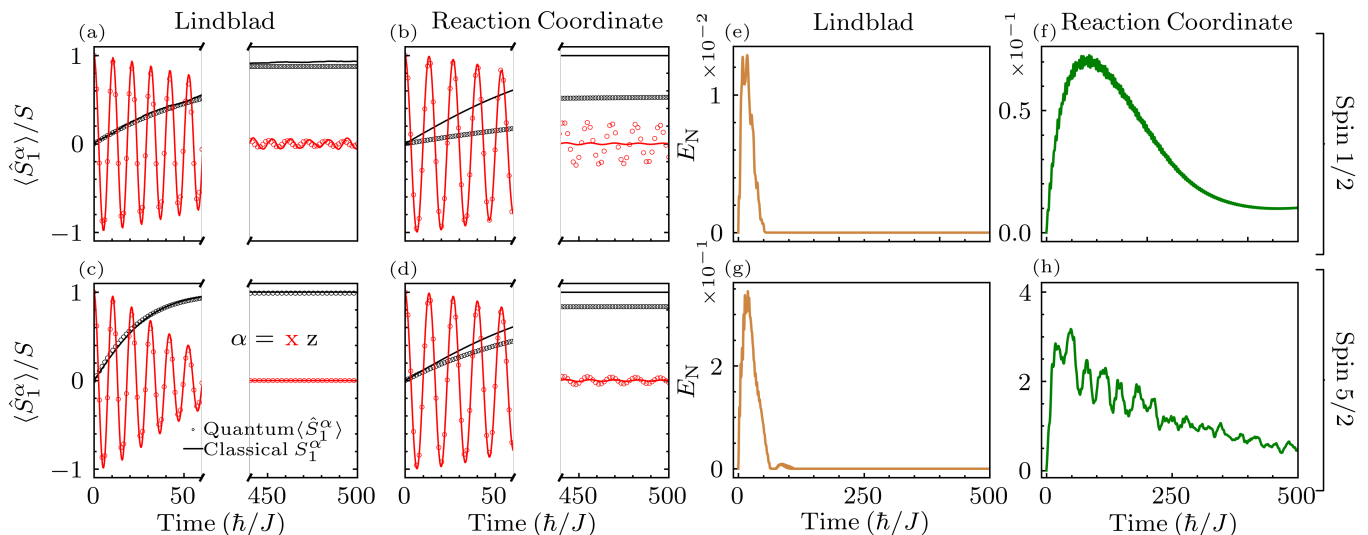 Lindblad
Reaction Coordinate
Lindblad
Reaction Coordinate
(a)
(b)
(e)
(f)
×10⁻²
×10⁻¹
1
0
−1
⟨Ŝ₁^α⟩/S
E_N
1
0
0.5
0.0
Spin 1/2
(c)
(d)
(g)
(h)
×10⁻¹
1
0
−1
⟨Ŝ₁^α⟩/S
α = x z
Quantum⟨Ŝ₁^α⟩
Classical S₁^α
E_N
2
0
4
2
0
Spin 5/2
0 50 440 500
0 50 440 500
0 250 500
0 250 500
Time (ℏ/J)
Time (ℏ/J)
Time (ℏ/J)
Time (ℏ/J)